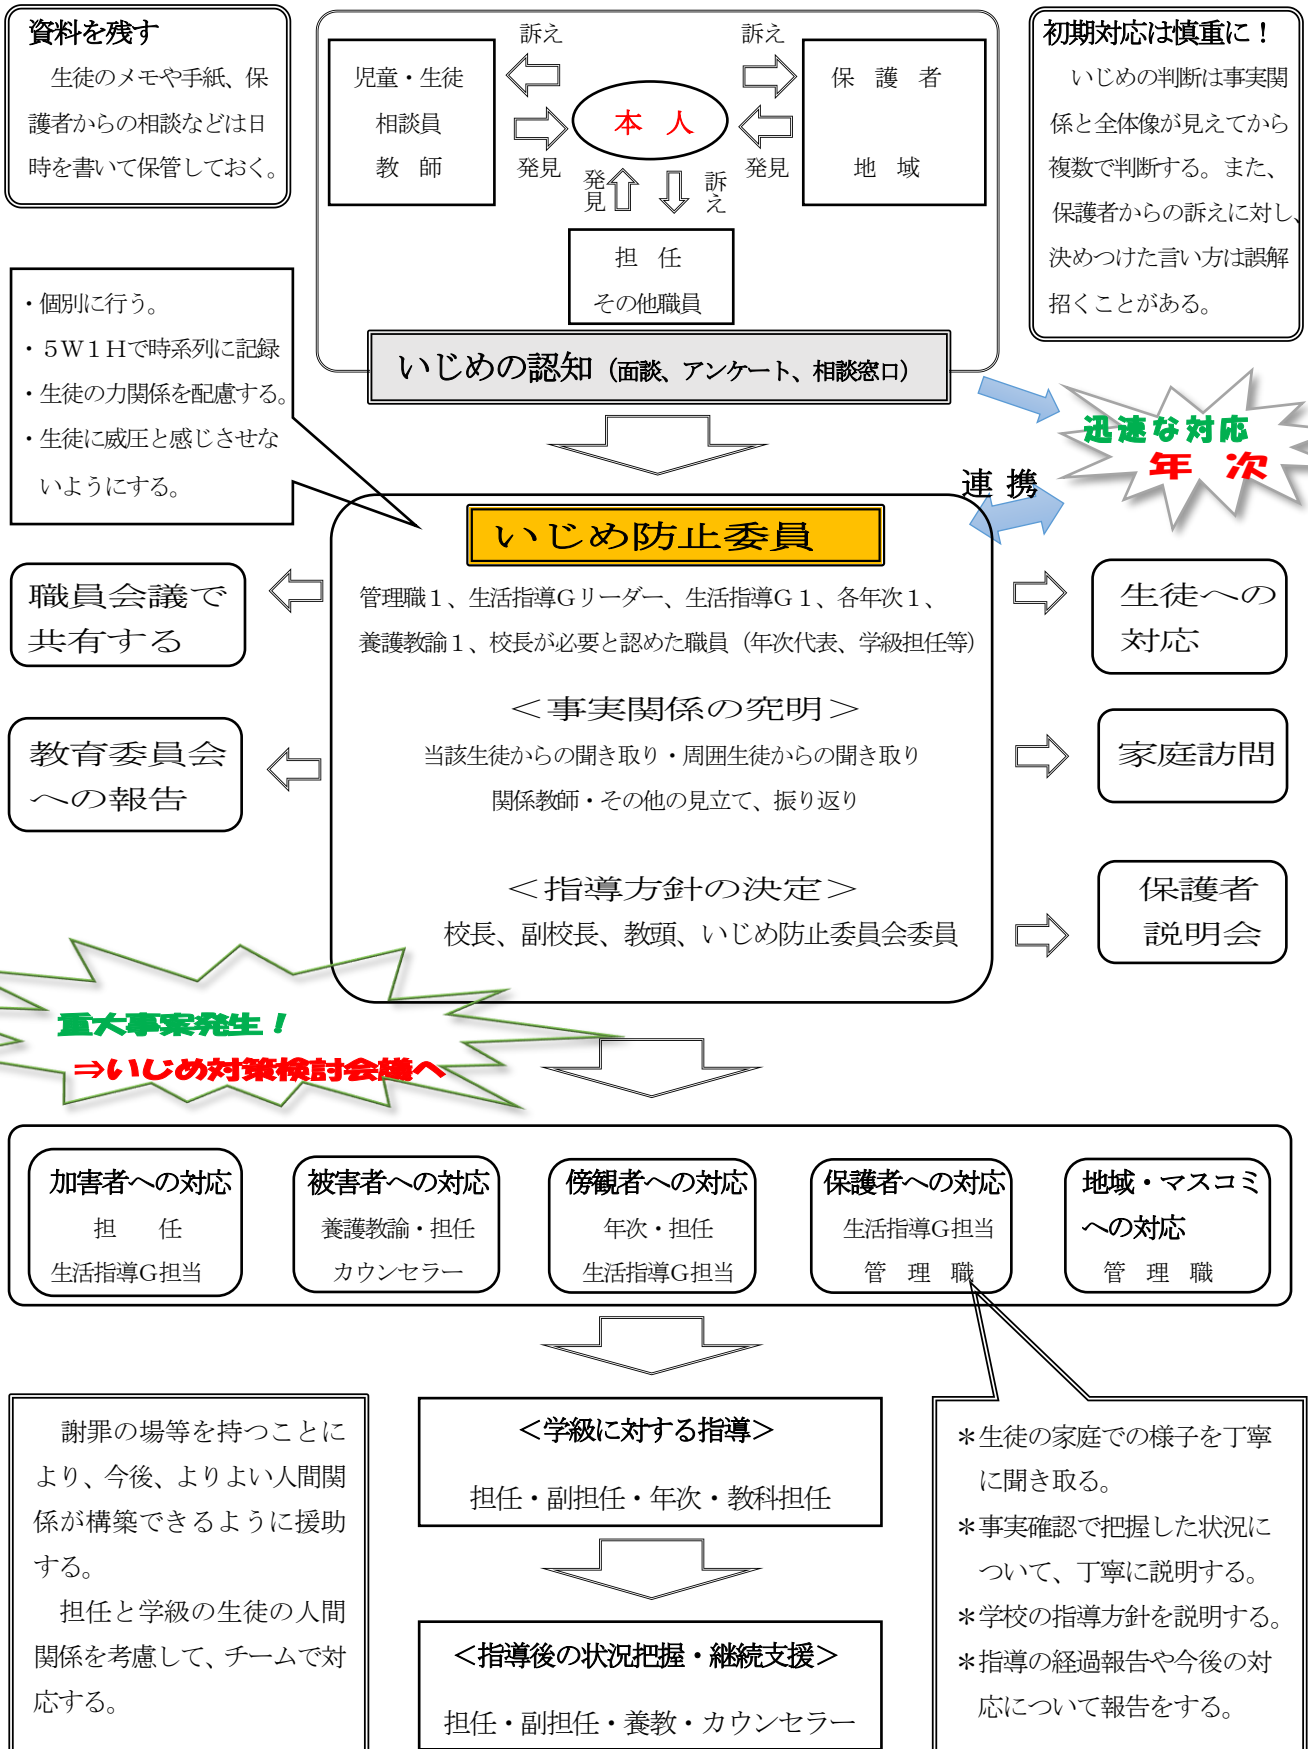 資料を残す
生徒のメモや手紙、保
護者からの相談などは日
時を書いて保管しておく。
訴え
訴え
児童・生徒
相談員
教　師
本　人
保　護　者
地　域
発見
発見
発見
訴え
担　任
その他職員
初期対応は慎重に！
いじめの判断は事実関
係と全体像が見えてから
複数で判断する。また、
保護者からの訴えに対し、
決めつけた言い方は誤解
招くことがある。
いじめの認知（面談、アンケート、相談窓口）
・個別に行う。
・５W１Hで時系列に記録
・生徒の力関係を配慮する。
・生徒に威圧と感じさせな
いようにする。
迅速な対応
年　次
連 携
いじめ防止委員
管理職１、生活指導Gリーダー、生活指導G１、各年次１、
養護教諭１、校長が必要と認めた職員（年次代表、学級担任等）
＜事実関係の究明＞
当該生徒からの聞き取り・周囲生徒からの聞き取り
関係教師・その他の見立て、振り返り
＜指導方針の決定＞
校長、副校長、教頭、いじめ防止委員会委員
職員会議で
共有する
教育委員会
への報告
生徒への
対応
家庭訪問
保護者
説明会
重大事案発生！
⇒いじめ対策検討会議へ
加害者への対応
担　　任
生活指導G担当
被害者への対応
養護教諭・担任
カウンセラー
傍観者への対応
年次・担任
生活指導G担当
保護者への対応
生活指導G担当
管　理　職
地域・マスコミ
への対応
管　理　職
謝罪の場等を持つことに
より、今後、よりよい人間関
係が構築できるように援助
する。
担任と学級の生徒の人間
関係を考慮して、チームで対
応する。
＜学級に対する指導＞
担任・副担任・年次・教科担任
＜指導後の状況把握・継続支援＞
担任・副担任・養教・カウンセラー
＊生徒の家庭での様子を丁寧
に聞き取る。
＊事実確認で把握した状況に
ついて、丁寧に説明する。
＊学校の指導方針を説明する。
＊指導の経過報告や今後の対
応について報告をする。